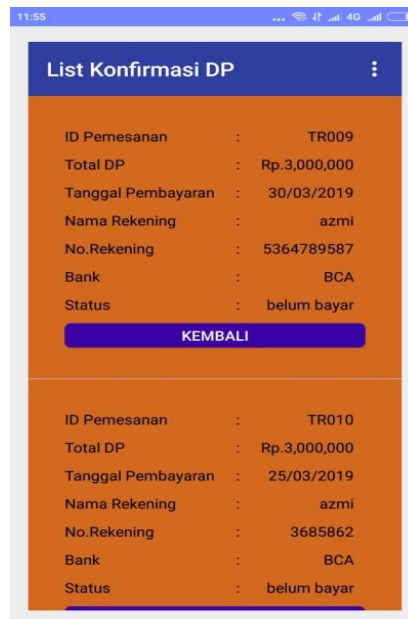 11:55 ... 4G
List Konfirmasi DP
ID Pemesanan : TR009
Total DP : Rp.3,000,000
Tanggal Pembayaran : 30/03/2019
Nama Rekening : azmi
No.Rekening : 5364789587
Bank : BCA
Status : belum bayar
KEMBALI
ID Pemesanan : TR010
Total DP : Rp.3,000,000
Tanggal Pembayaran : 25/03/2019
Nama Rekening : azmi
No.Rekening : 3685862
Bank : BCA
Status : belum bayar